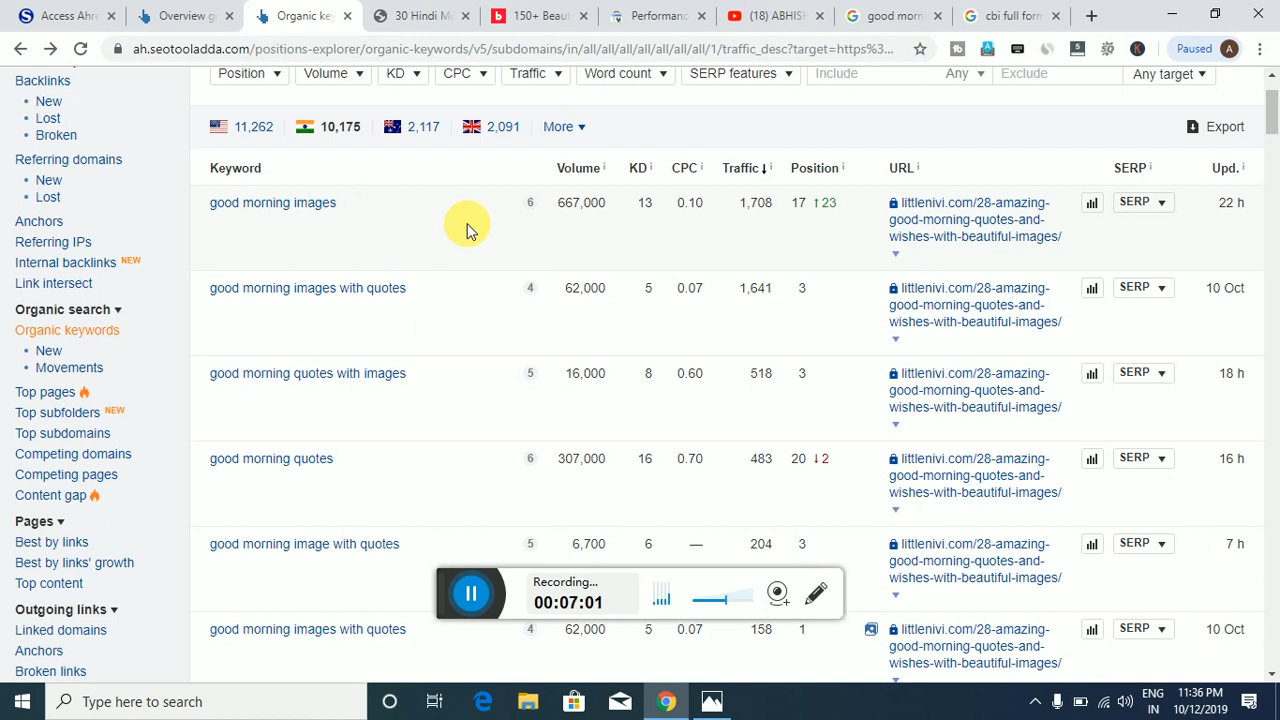 Access Ahre
Overview g
Organic key
30 Hindi M
150+ Beaut
Performanc
(18) ABHISH
good morn
cbi full form
ah.seotooladda.com/positions-explorer/organic-keywords/v5/subdomains/in/all/all/all/all/all/all/all/1/traffic_desc?target=https%3...
Paused A
Position Volume KD CPC Traffic Word count SERP features Include Any Exclude Any target
11,262 10,175 2,117 2,091 More Export
Keyword Volume KD CPC Traffic Position URL SERP Upd.
good morning images 6 667,000 13 0.10 1,708 17 ↑23 littlenivi.com/28-amazing-
good-morning-quotes-and-
wishes-with-beautiful-images/
SERP 22 h
good morning images with quotes 4 62,000 5 0.07 1,641 3 littlenivi.com/28-amazing-
good-morning-quotes-and-
wishes-with-beautiful-images/
SERP 10 Oct
good morning quotes with images 5 16,000 8 0.60 518 3 littlenivi.com/28-amazing-
good-morning-quotes-and-
wishes-with-beautiful-images/
SERP 18 h
good morning quotes 6 307,000 16 0.70 483 20 ↓2 littlenivi.com/28-amazing-
good-morning-quotes-and-
wishes-with-beautiful-images/
SERP 16 h
good morning image with quotes 5 6,700 6 — 204 3 littlenivi.com/28-amazing-
good-morning-quotes-and-
wishes-with-beautiful-images/
SERP 7 h
good morning images with quotes 4 62,000 5 0.07 158 1 littlenivi.com/28-amazing-
good-morning-quotes-and-
wishes-with-beautiful-images/
SERP 10 Oct
Backlinks
New
Lost
Broken
Referring domains
New
Lost
Anchors
Referring IPs
Internal backlinks NEW
Link intersect
Organic search
Organic keywords
New
Movements
Top pages
Top subfolders NEW
Top subdomains
Competing domains
Competing pages
Content gap
Pages
Best by links
Best by links' growth
Top content
Outgoing links
Linked domains
Anchors
Broken links
Recording...
00:07:01
Type here to search
ENG
IN
11:36 PM
10/12/2019